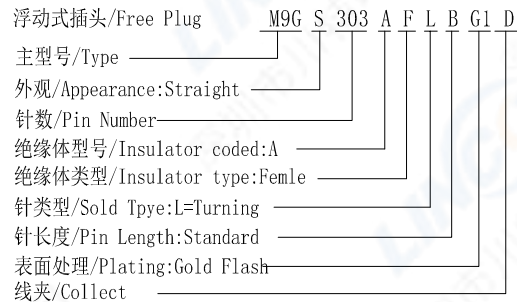 浮动式插头/Free Plug M9G S 303 A F L B G1 D
主型号/Type
外观/Appearance:Straight
针数/Pin Number
绝缘体型号/Insulator coded:A
绝缘体类型/Insulator type:Femle
针类型/Sold Tpye:L=Turning
针长度/Pin Length:Standard
表面处理/Plating:Gold Flash
线夹/Collect